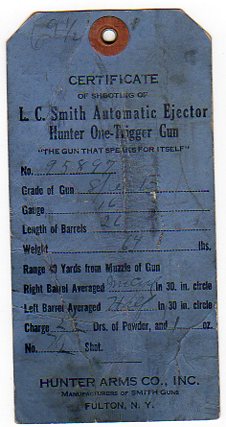 CERTIFICATE
OF SHOOTING OF
L. C. Smith Automatic Ejector
Hunter One-Trigger Gun
"THE GUN THAT SPEAKS FOR ITSELF"
No.
Grade of Gun
Gauge
Length of Barrels
Weight lbs.
Range 40 Yards from Muzzle of Gun
Right Barrel Averaged in 30 in. circle
Left Barrel Averaged in 30 in. circle
Charge Drs. of Powder, and 1 oz.
No. Shot.
HUNTER ARMS CO., INC.
MANUFACTURERS OF SMITH GUNS
FULTON, N. Y.